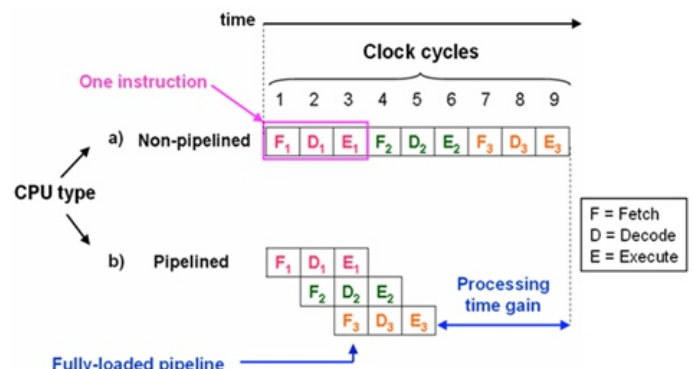 time
Clock cycles
One instruction
1 2 3 4 5 6 7 8 9
a) Non-pipelined F₁ D₁ E₁ F₂ D₂ E₂ F₃ D₃ E₃
CPU type
F = Fetch
D = Decode
E = Execute
b) Pipelined F₁ D₁ E₁
F₂ D₂ E₂
F₃ D₃ E₃
Processing
time gain
Fully-loaded pipeline